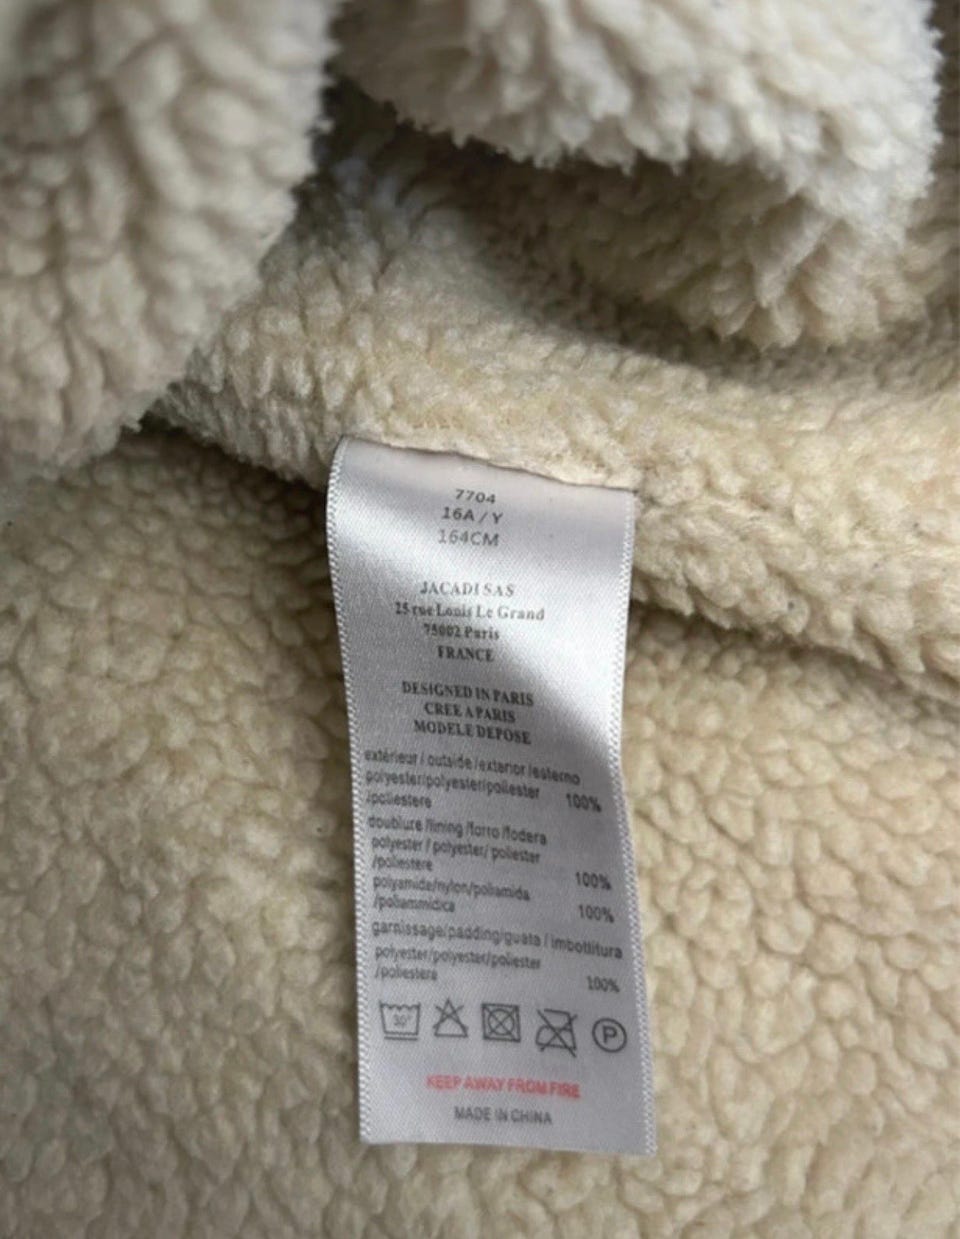 7704
16A / Y
164CM
JACADI SAS
25 rue Louis Le Grand
75002 Paris
FRANCE
DESIGNED IN PARIS
CREE A PARIS
MODELE DEPOSE
extérieur / outside /exterior /esterno
polyester/polyester/poliester 100%
/poliestere
doublure /lining /forro /fodera
polyester / polyester/ poliester
/poliestere 100%
polyamide/nylon/poliamida
/poliammidica 100%
garnissage/padding/guata / imbottitura
polyester/polyester/poliester
/poliestere 100%
30°
P
KEEP AWAY FROM FIRE
MADE IN CHINA